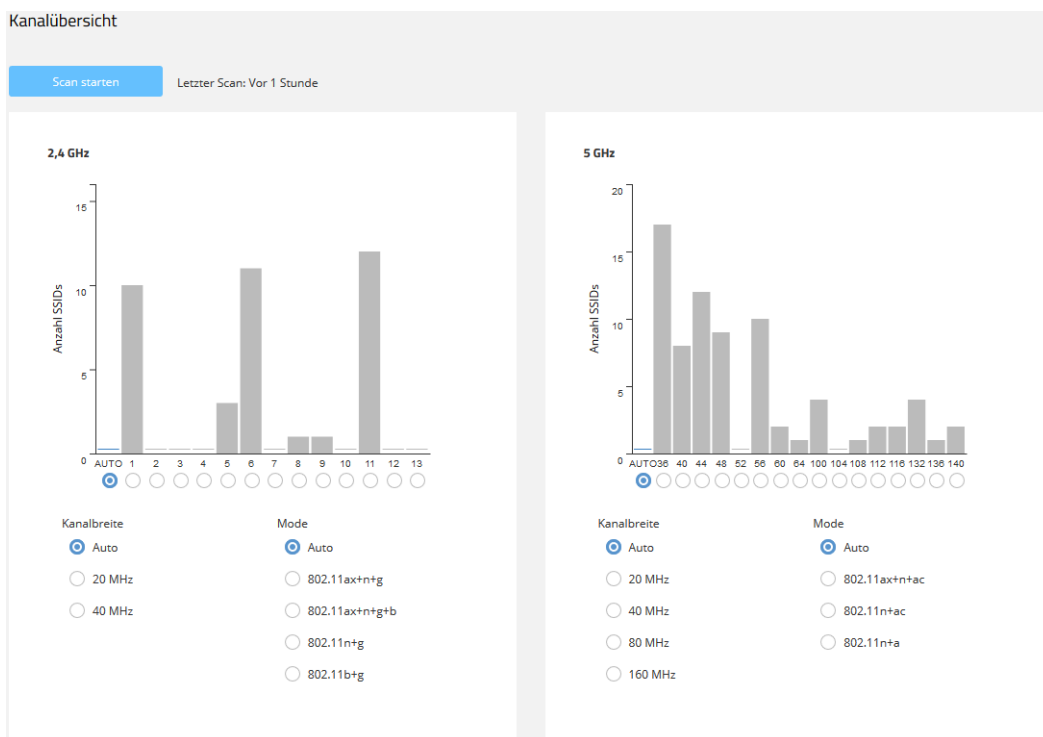 Kanalübersicht
Scan starten
Letzter Scan: Vor 1 Stunde
2,4 GHz
15
10
5
0
Anzahl SSIDs
AUTO 1 2 3 4 5 6 7 8 9 10 11 12 13
Kanalbreite
Auto
20 MHz
40 MHz
Mode
Auto
802.11ax+n+g
802.11ax+n+g+b
802.11n+g
802.11b+g
5 GHz
20
15
10
5
0
Anzahl SSIDs
AUTO 36 40 44 48 52 56 60 64 100 104 108 112 116 132 136 140
Kanalbreite
Auto
20 MHz
40 MHz
80 MHz
160 MHz
Mode
Auto
802.11ax+n+ac
802.11n+ac
802.11n+a